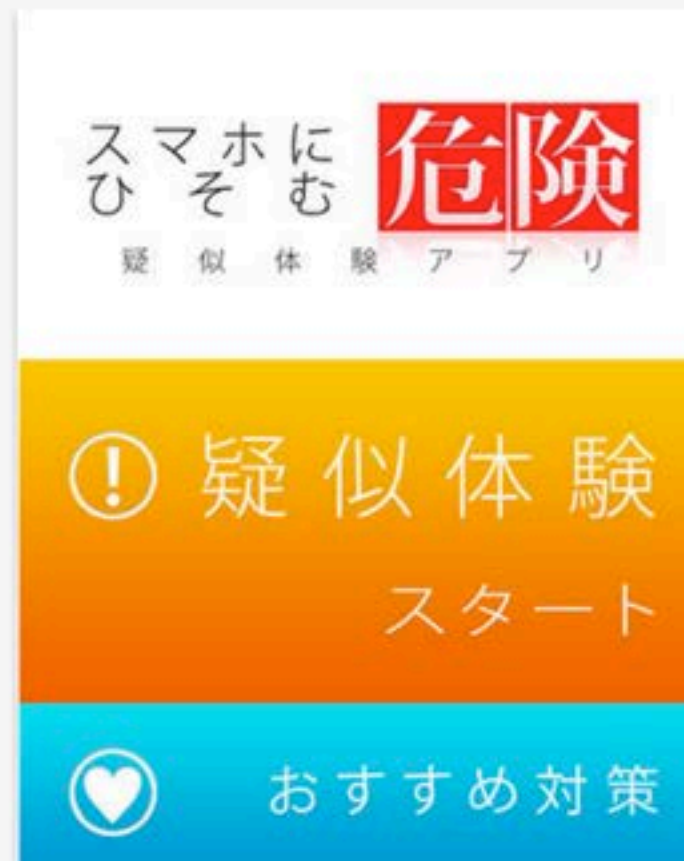 スマホに
ひそむ
危険
疑似体験アプリ
疑似体験
スタート
おすすめ対策